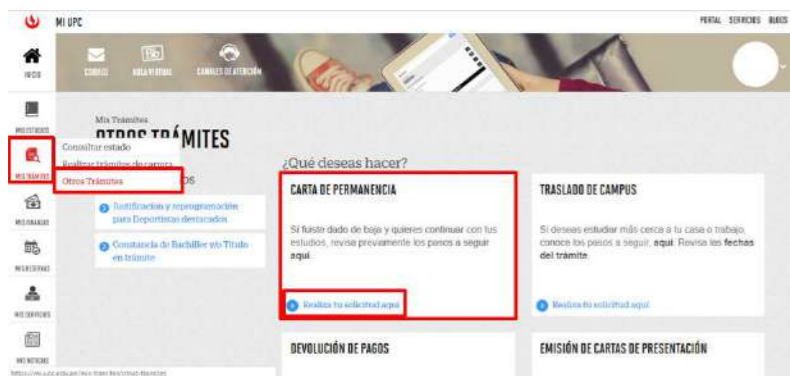 MI UPC
PORTAL SERVICIOS BLOGS
INICIO
CORREO
AULA VIRTUAL
CANALES DE ATENCIÓN
MIS ESTUDIOS
MIS TRÁMITES
MIS FINANZAS
MIS RESERVAS
MIS SERVICIOS
MIS NOTICIAS
Mis Trámites
OTROS TRÁMITES
Consultar estado
Realizar trámites de carrera
Otros Trámites
Justificación y reprogramación
para Deportistas destacados
Constancia de Bachiller y/o Título
en trámite
¿Qué deseas hacer?
CARTA DE PERMANENCIA
Si fuiste dado de baja y quieres continuar con tus
estudios, revisa previamente los pasos a seguir
aquí.
Realiza tu solicitud aquí
TRASLADO DE CAMPUS
Si deseas estudiar más cerca a tu casa o trabajo,
conoce los pasos a seguir, aquí. Revisa las fechas
del trámite.
Realiza tu solicitud aquí
DEVOLUCIÓN DE PAGOS
EMISIÓN DE CARTAS DE PRESENTACIÓN